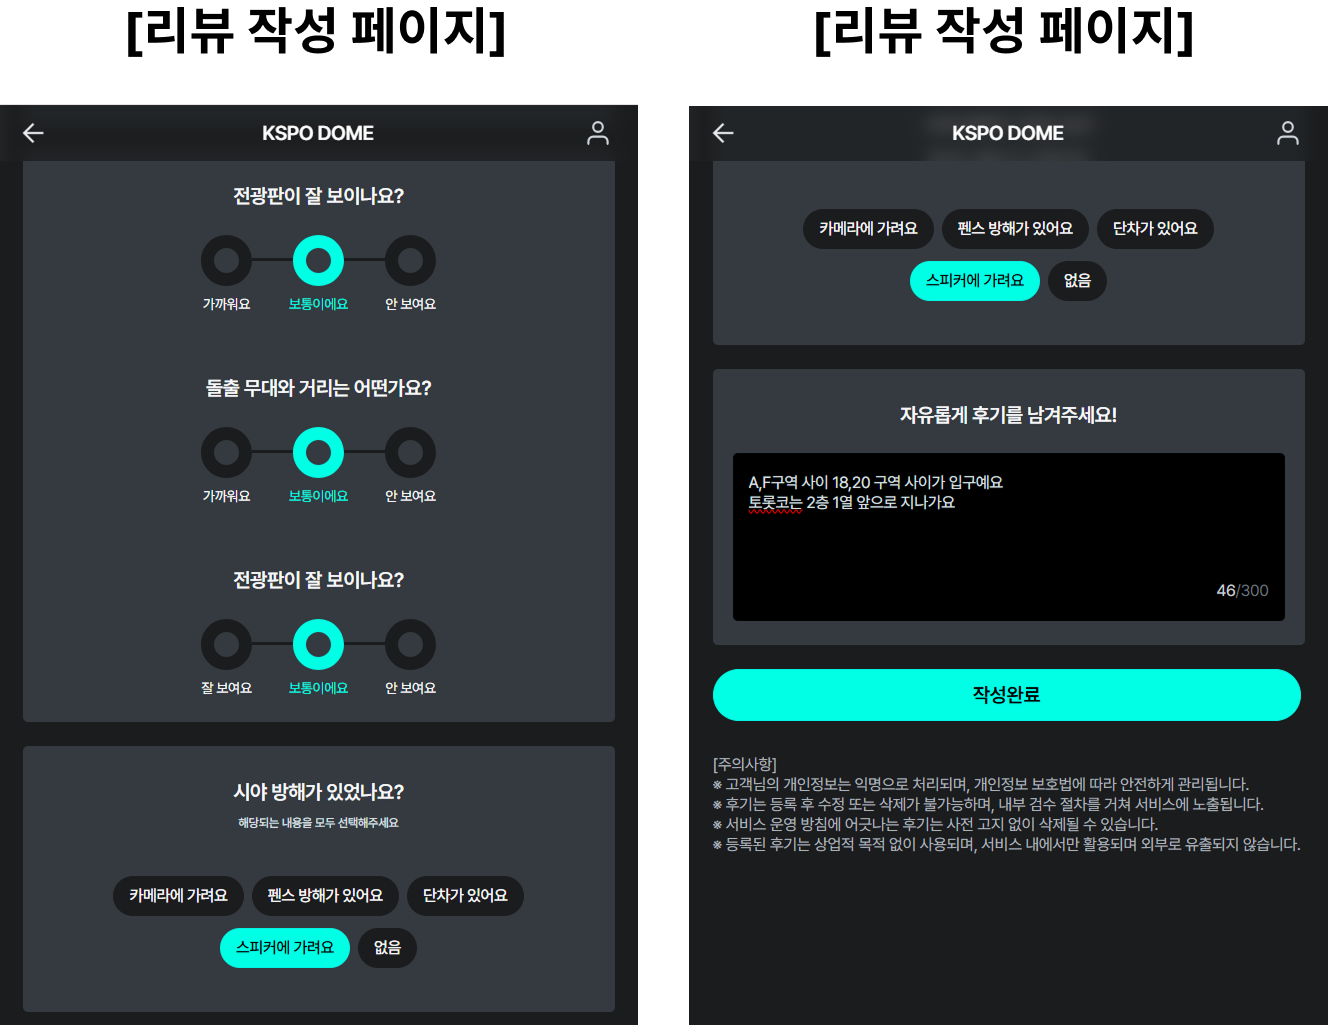 [리뷰 작성 페이지]
KSPO DOME
전광판이 잘 보이나요?
가까워요 보통이에요 안 보여요
돌출 무대와 거리는 어떤가요?
가까워요 보통이에요 안 보여요
전광판이 잘 보이나요?
잘 보여요 보통이에요 안 보여요
시야 방해가 있었나요?
해당되는 내용을 모두 선택해주세요
카메라에 가려요 펜스 방해가 있어요 단차가 있어요
스피커에 가려요 없음
[리뷰 작성 페이지]
KSPO DOME
카메라에 가려요 펜스 방해가 있어요 단차가 있어요
스피커에 가려요 없음
자유롭게 후기를 남겨주세요!
A,F구역 사이 18,20 구역 사이가 입구예요
토롯코는 2층 1열 앞으로 지나가요
46/300
작성완료
[주의사항]
※ 고객님의 개인정보는 익명으로 처리되며, 개인정보 보호법에 따라 안전하게 관리됩니다.
※ 후기는 등록 후 수정 또는 삭제가 불가능하며, 내부 검수 절차를 거쳐 서비스에 노출됩니다.
※ 서비스 운영 방침에 어긋나는 후기는 사전 고지 없이 삭제될 수 있습니다.
※ 등록된 후기는 상업적 목적 없이 사용되며, 서비스 내에서만 활용되며 외부로 유출되지 않습니다.